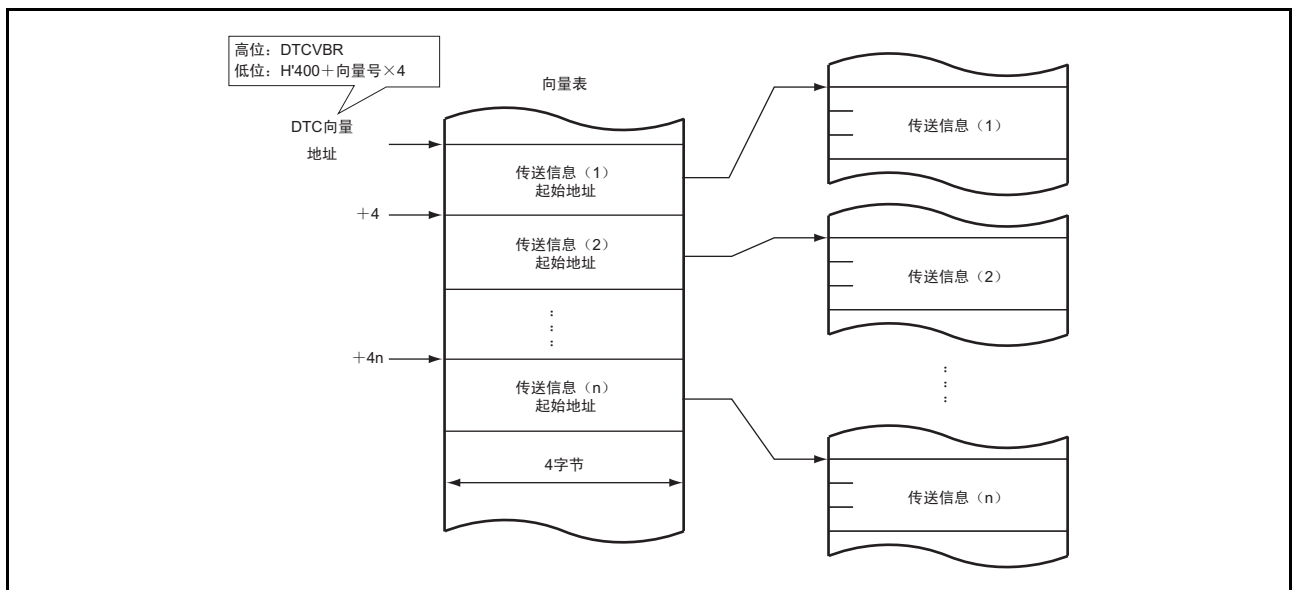 高位：DTCVBR
低位：H'400＋向量号×4
向量表
DTC向量
地址
传送信息（1）
起始地址
＋4
传送信息（2）
起始地址
⋮
＋4n
传送信息（n）
起始地址
4字节
传送信息（1）
传送信息（2）
⋮
传送信息（n）